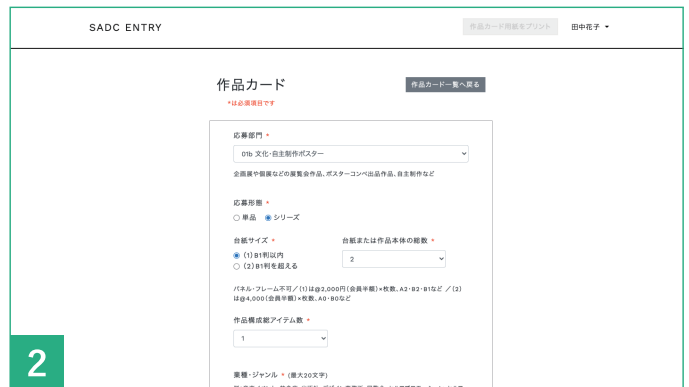 SADC ENTRY
作品カード用紙をプリント
田中花子
作品カード
作品カード一覧へ戻る
*は必須項目です
応募部門 *
01b 文化・自主制作ポスター
企画展や個展などの展覧会作品、ポスターコンペ出品作品、自主制作など
応募形態 *
単品 シリーズ
台紙サイズ *
台紙または作品本体の総数 *
(1)B1判以内
(2)B1判を超える
2
パネル・フレーム不可／(1)は@2,000円(会員半額)×枚数、A2・B2・B1など ／(2)
は@4,000(会員半額)×枚数、A0・B0など
作品構成総アイテム数 *
1
業種・ジャンル * (最大20文字)
2